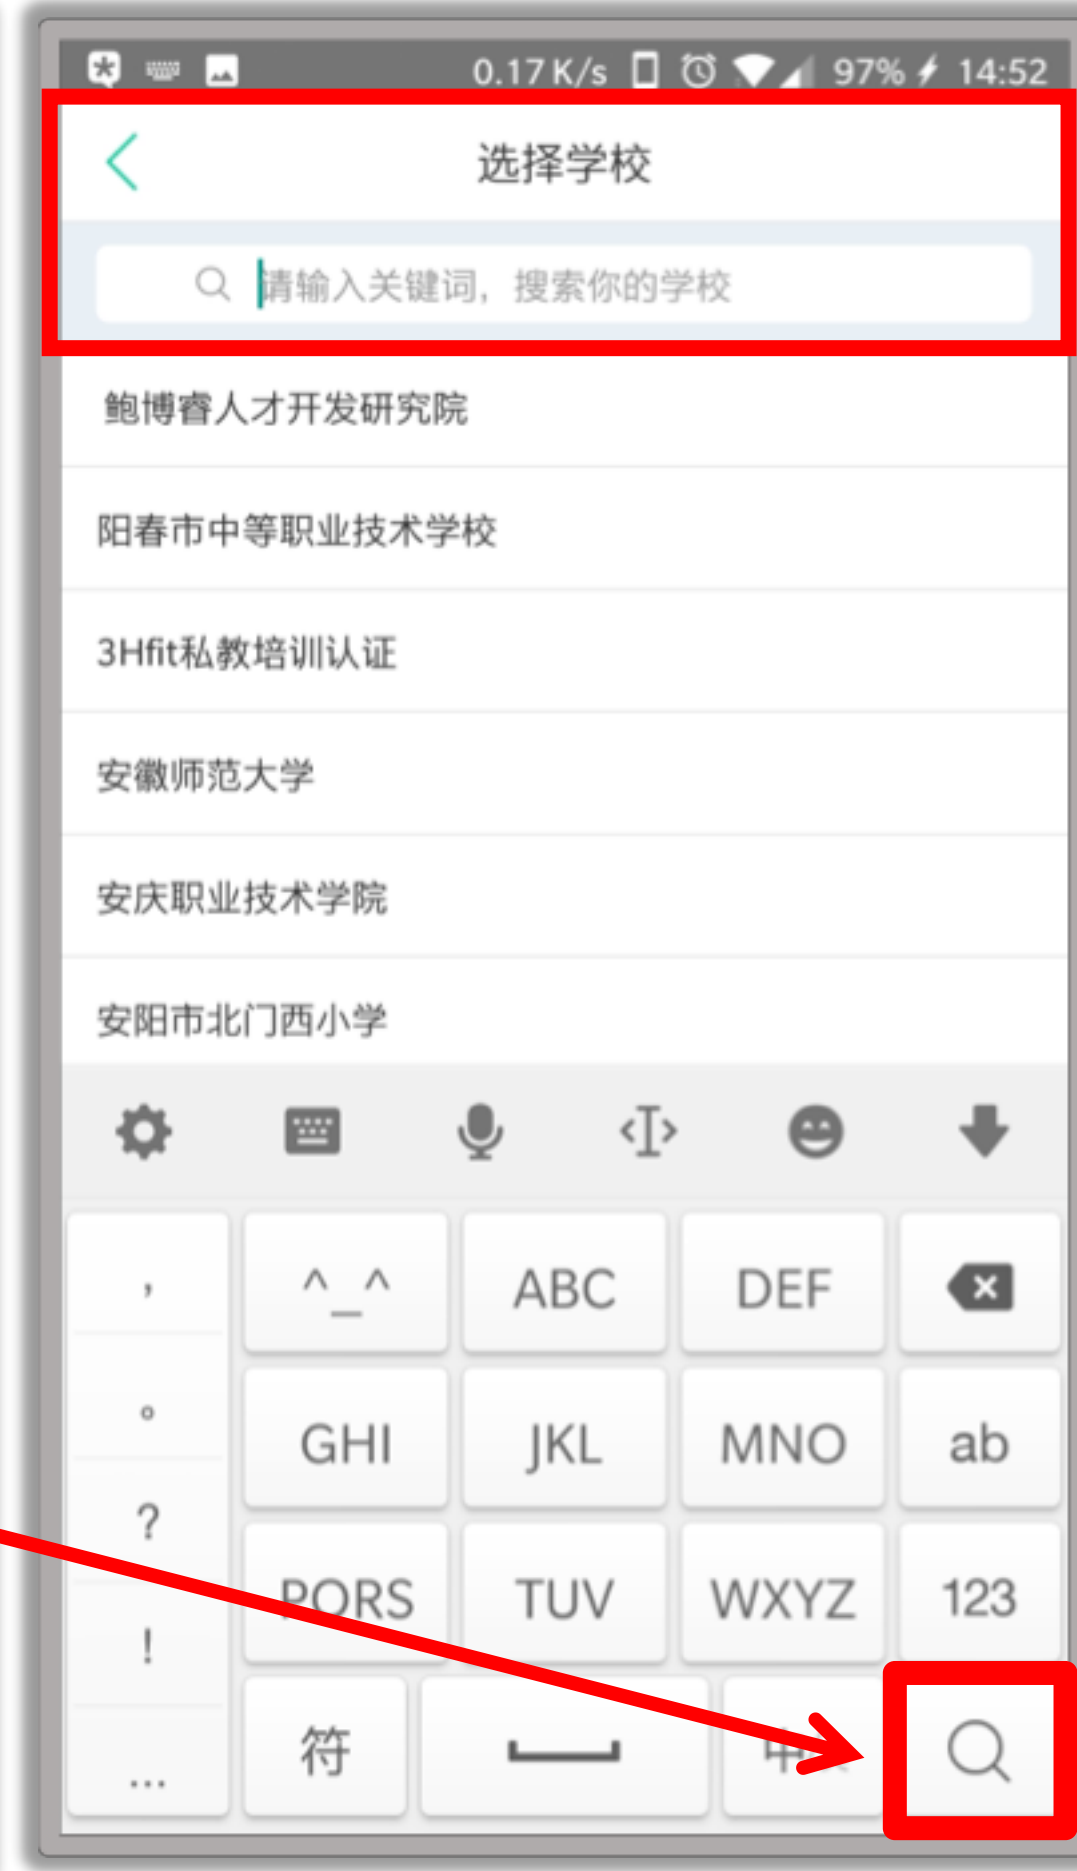 0.17 K/s 97% 14:52
选择学校
请输入关键词，搜索你的学校
鲍博睿人才开发研究院
阳春市中等职业技术学校
3Hfit私教培训认证
安徽师范大学
安庆职业技术学院
安阳市北门西小学
， ^_^ ABC DEF
。 GHI JKL MNO ab
? PQRS TUV WXYZ 123
!
... 符 中